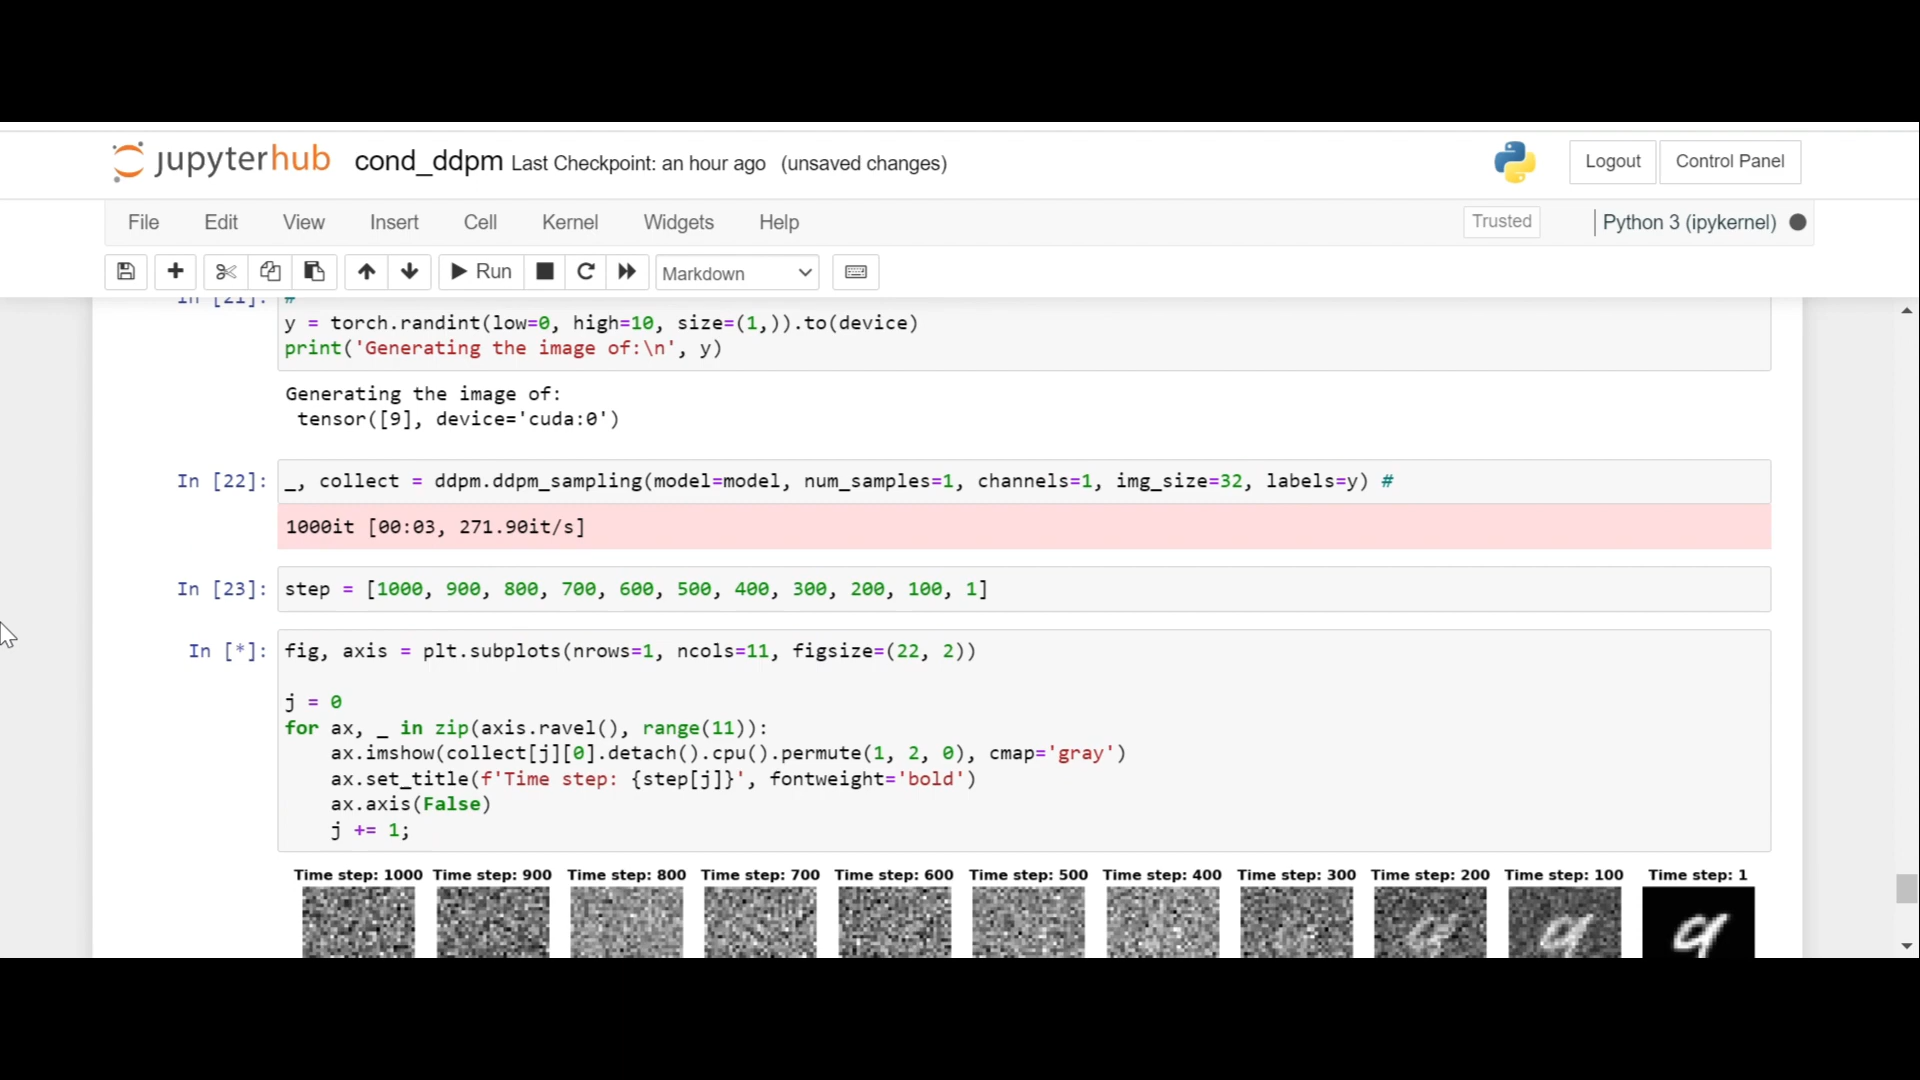 jupyterhub cond_ddpm Last Checkpoint: an hour ago (unsaved changes) Logout Control Panel
File Edit View Insert Cell Kernel Widgets Help Trusted Python 3 (ipykernel)
Run Markdown
In [21]: #
y = torch.randint(low=0, high=10, size=(1,)).to(device)
print('Generating the image of:\n', y)
Generating the image of:
tensor([9], device='cuda:0')
In [22]: _, collect = ddpm.ddpm_sampling(model=model, num_samples=1, channels=1, img_size=32, labels=y) #
1000it [00:03, 271.90it/s]
In [23]: step = [1000, 900, 800, 700, 600, 500, 400, 300, 200, 100, 1]
In [*]: fig, axis = plt.subplots(nrows=1, ncols=11, figsize=(22, 2))
j = 0
for ax, _ in zip(axis.ravel(), range(11)):
ax.imshow(collect[j][0].detach().cpu().permute(1, 2, 0), cmap='gray')
ax.set_title(f'Time step: {step[j]}', fontweight='bold')
ax.axis(False)
j += 1;
Time step: 1000 Time step: 900 Time step: 800 Time step: 700 Time step: 600 Time step: 500 Time step: 400 Time step: 300 Time step: 200 Time step: 100 Time step: 1
9 9 9